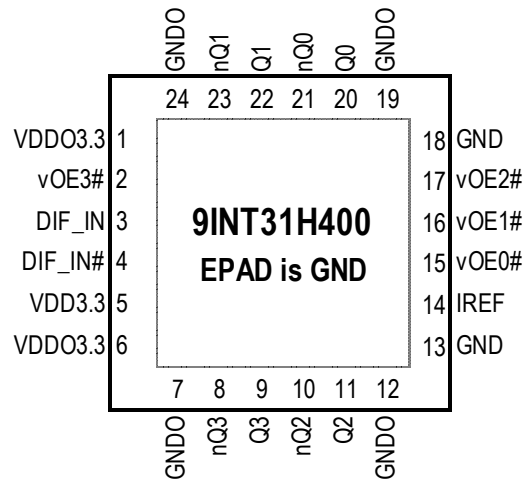 GNDO nQ1 Q1 nQ0 Q0 GNDO
24 23 22 21 20 19
VDDO3.3 1
vOE3# 2
DIF_IN 3
DIF_IN# 4
VDD3.3 5
VDDO3.3 6
9INT31H400
EPAD is GND
18 GND
17 vOE2#
16 vOE1#
15 vOE0#
14 IREF
13 GND
7 8 9 10 11 12
GNDO nQ3 Q3 nQ2 Q2 GNDO